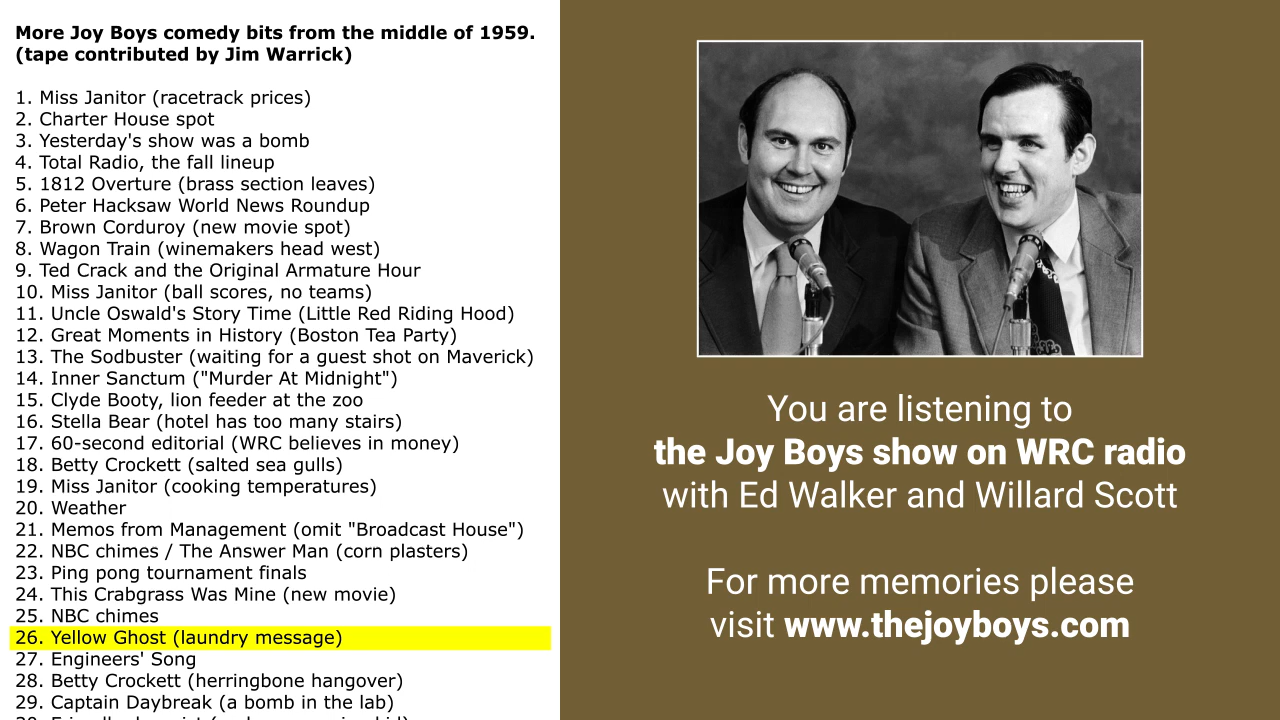 More Joy Boys comedy bits from the middle of 1959.
(tape contributed by Jim Warrick)
1. Miss Janitor (racetrack prices)
2. Charter House spot
3. Yesterday's show was a bomb
4. Total Radio, the fall lineup
5. 1812 Overture (brass section leaves)
6. Peter Hacksaw World News Roundup
7. Brown Corduroy (new movie spot)
8. Wagon Train (winemakers head west)
9. Ted Crack and the Original Armature Hour
10. Miss Janitor (ball scores, no teams)
11. Uncle Oswald's Story Time (Little Red Riding Hood)
12. Great Moments in History (Boston Tea Party)
13. The Sodbuster (waiting for a guest shot on Maverick)
14. Inner Sanctum ("Murder At Midnight")
15. Clyde Booty, lion feeder at the zoo
16. Stella Bear (hotel has too many stairs)
17. 60-second editorial (WRC believes in money)
18. Betty Crockett (salted sea gulls)
19. Miss Janitor (cooking temperatures)
20. Weather
21. Memos from Management (omit "Broadcast House")
22. NBC chimes / The Answer Man (corn plasters)
23. Ping pong tournament finals
24. This Crabgrass Was Mine (new movie)
25. NBC chimes
26. Yellow Ghost (laundry message)
27. Engineers' Song
28. Betty Crockett (herringbone hangover)
29. Captain Daybreak (a bomb in the lab)
You are listening to
the Joy Boys show on WRC radio
with Ed Walker and Willard Scott
For more memories please
visit www.thejoyboys.com